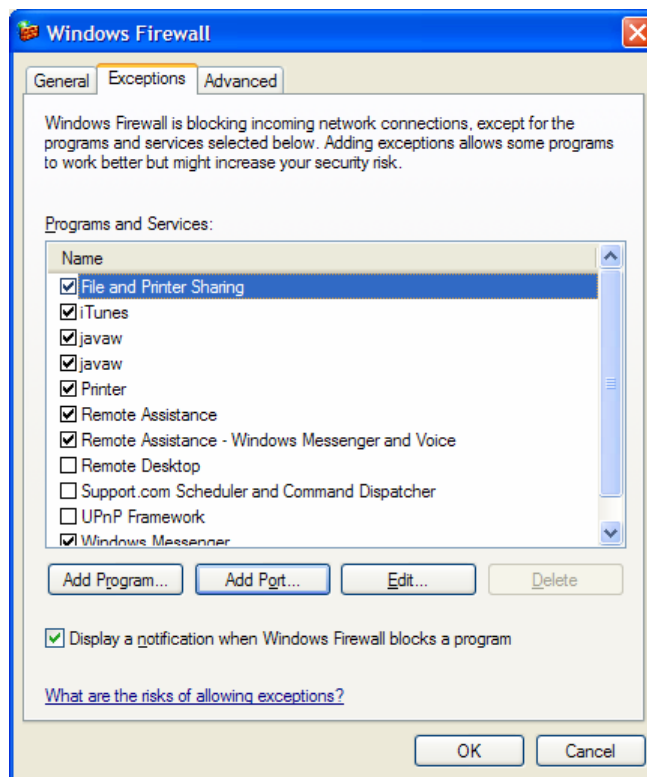 Windows Firewall
General Exceptions Advanced
Windows Firewall is blocking incoming network connections, except for the
programs and services selected below. Adding exceptions allows some programs
to work better but might increase your security risk.
Programs and Services:
Name
File and Printer Sharing
iTunes
javaw
javaw
Printer
Remote Assistance
Remote Assistance - Windows Messenger and Voice
Remote Desktop
Support.com Scheduler and Command Dispatcher
UPnP Framework
Windows Messenger
Add Program... Add Port... Edit... Delete
Display a notification when Windows Firewall blocks a program
What are the risks of allowing exceptions?
OK Cancel